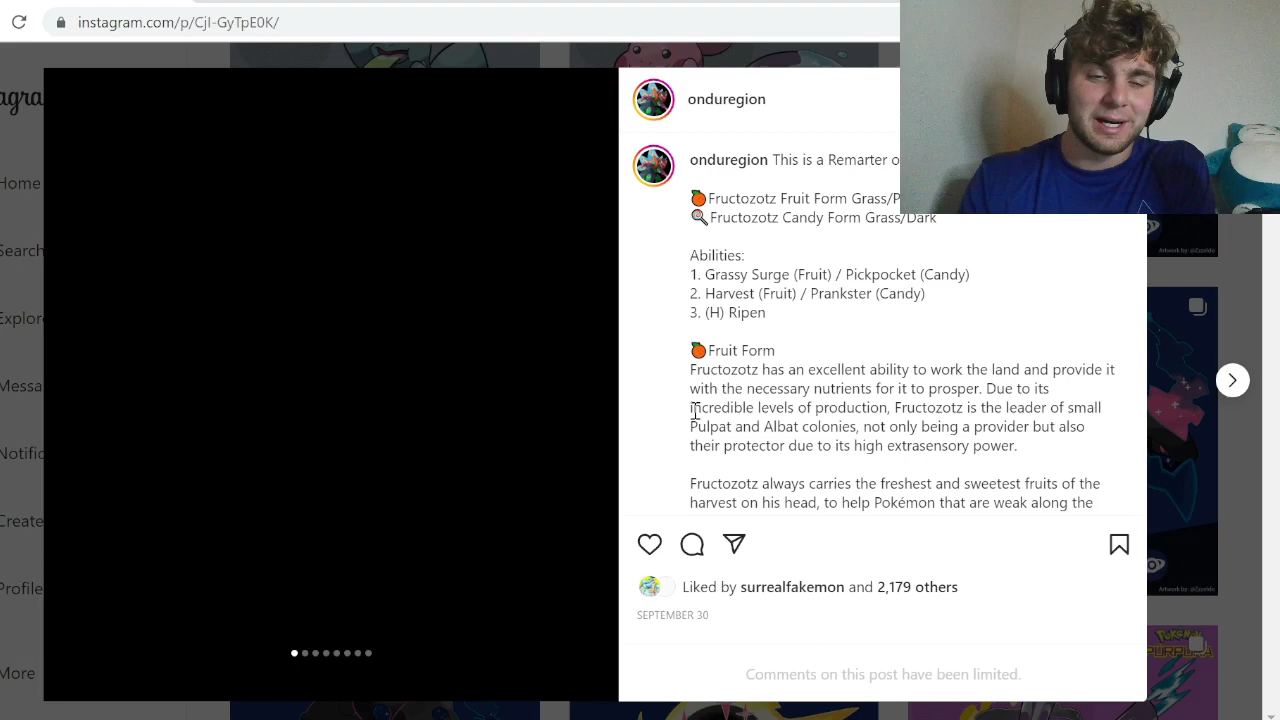 instagram.com/p/CjI-GyTpE0K/
agra
Home
Search
Explore
Messa
Notific
Create
Profile
More
onduregion
onduregion This is a Remarter o
🍊Fructozotz Fruit Form Grass/P
🍭Fructozotz Candy Form Grass/Dark
Abilities:
1. Grassy Surge (Fruit) / Pickpocket (Candy)
2. Harvest (Fruit) / Prankster (Candy)
3. (H) Ripen
🍊Fruit Form
Fructozotz has an excellent ability to work the land and provide it
with the necessary nutrients for it to prosper. Due to its
incredible levels of production, Fructozotz is the leader of small
Pulpat and Albat colonies, not only being a provider but also
their protector due to its high extrasensory power.
Fructozotz always carries the freshest and sweetest fruits of the
harvest on his head, to help Pokémon that are weak along the
Liked by surrealfakemon and 2,179 others
SEPTEMBER 30
Comments on this post have been limited.
Pokémon
PURPURA